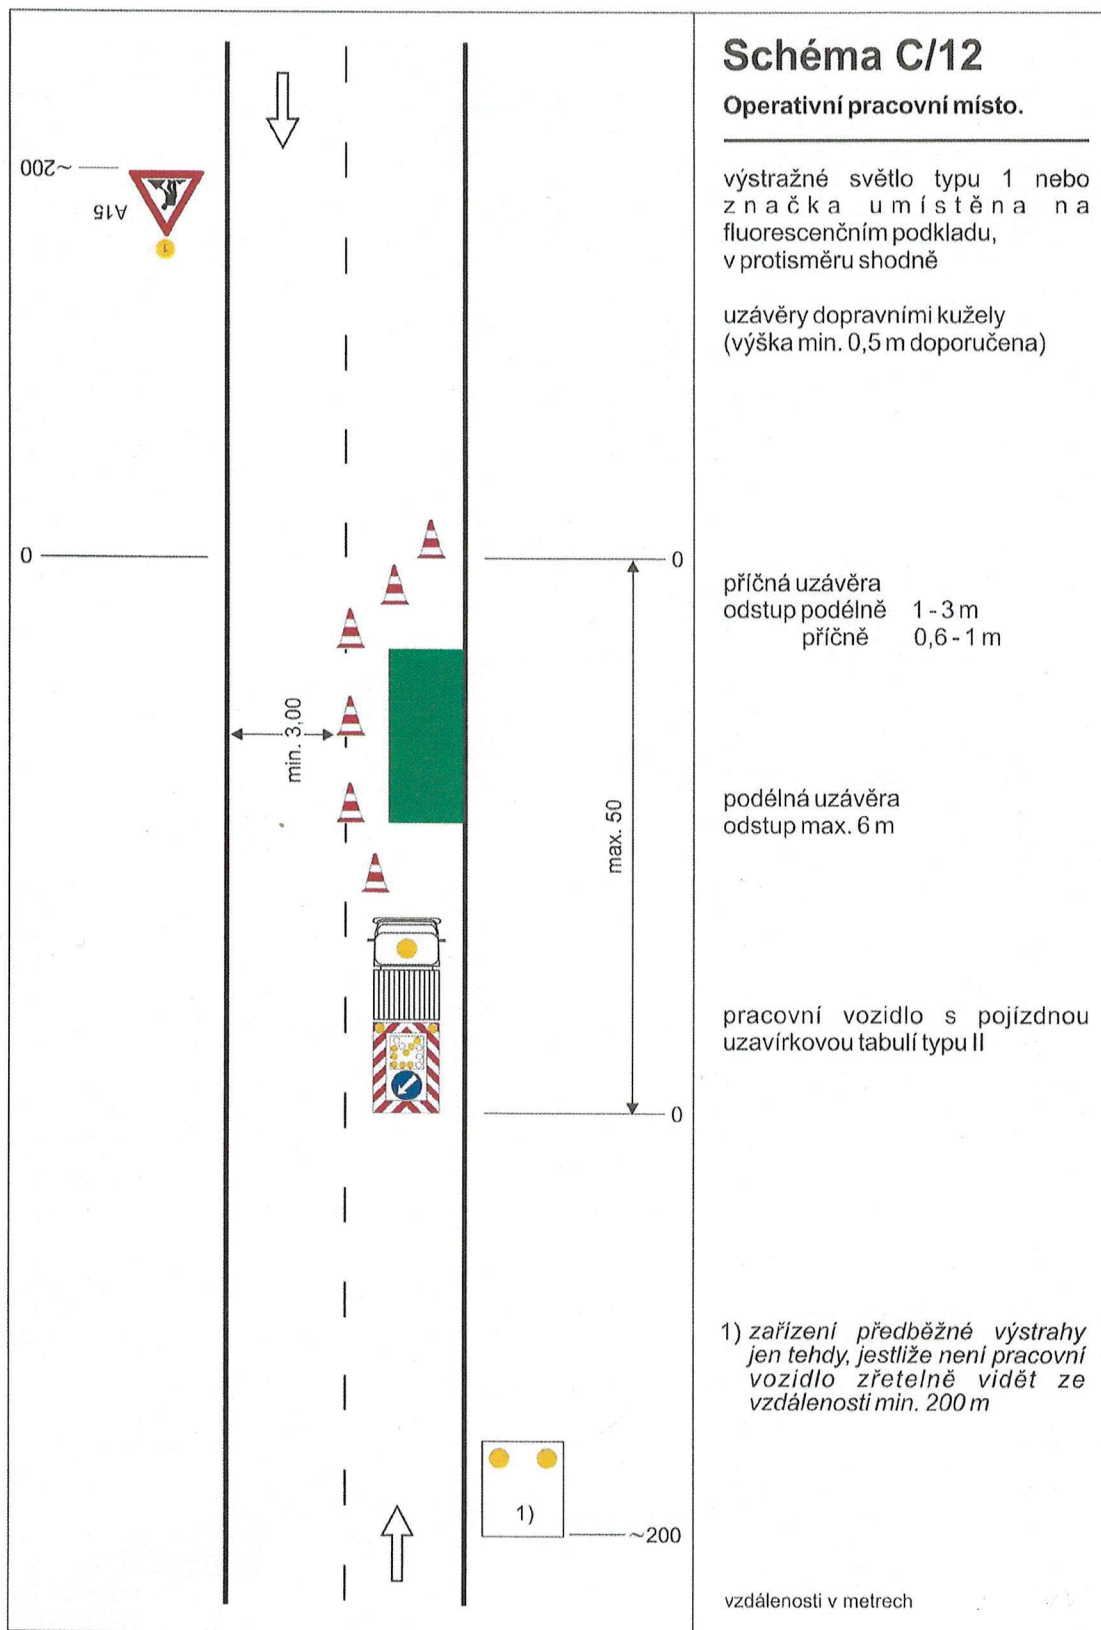 Schéma C/12
Operativní pracovní místo.
výstražné světlo typu 1 nebo
značka umístěna na
fluorescenčním podkladu,
v protisměru shodně
uzávěry dopravními kužely
(výška min. 0,5 m doporučena)
příčná uzávěra
odstup podélně 1 - 3 m
příčně 0,6 - 1 m
podélná uzávěra
odstup max. 6 m
pracovní vozidlo s pojízdnou
uzavírkovou tabulí typu II
1) zařízení předběžné výstrahy
jen tehdy, jestliže není pracovní
vozidlo zřetelně vidět ze
vzdálenosti min. 200 m
vzdálenosti v metrech
~200
A15
1
0
0
min. 3,00
max. 50
0
1)
~200